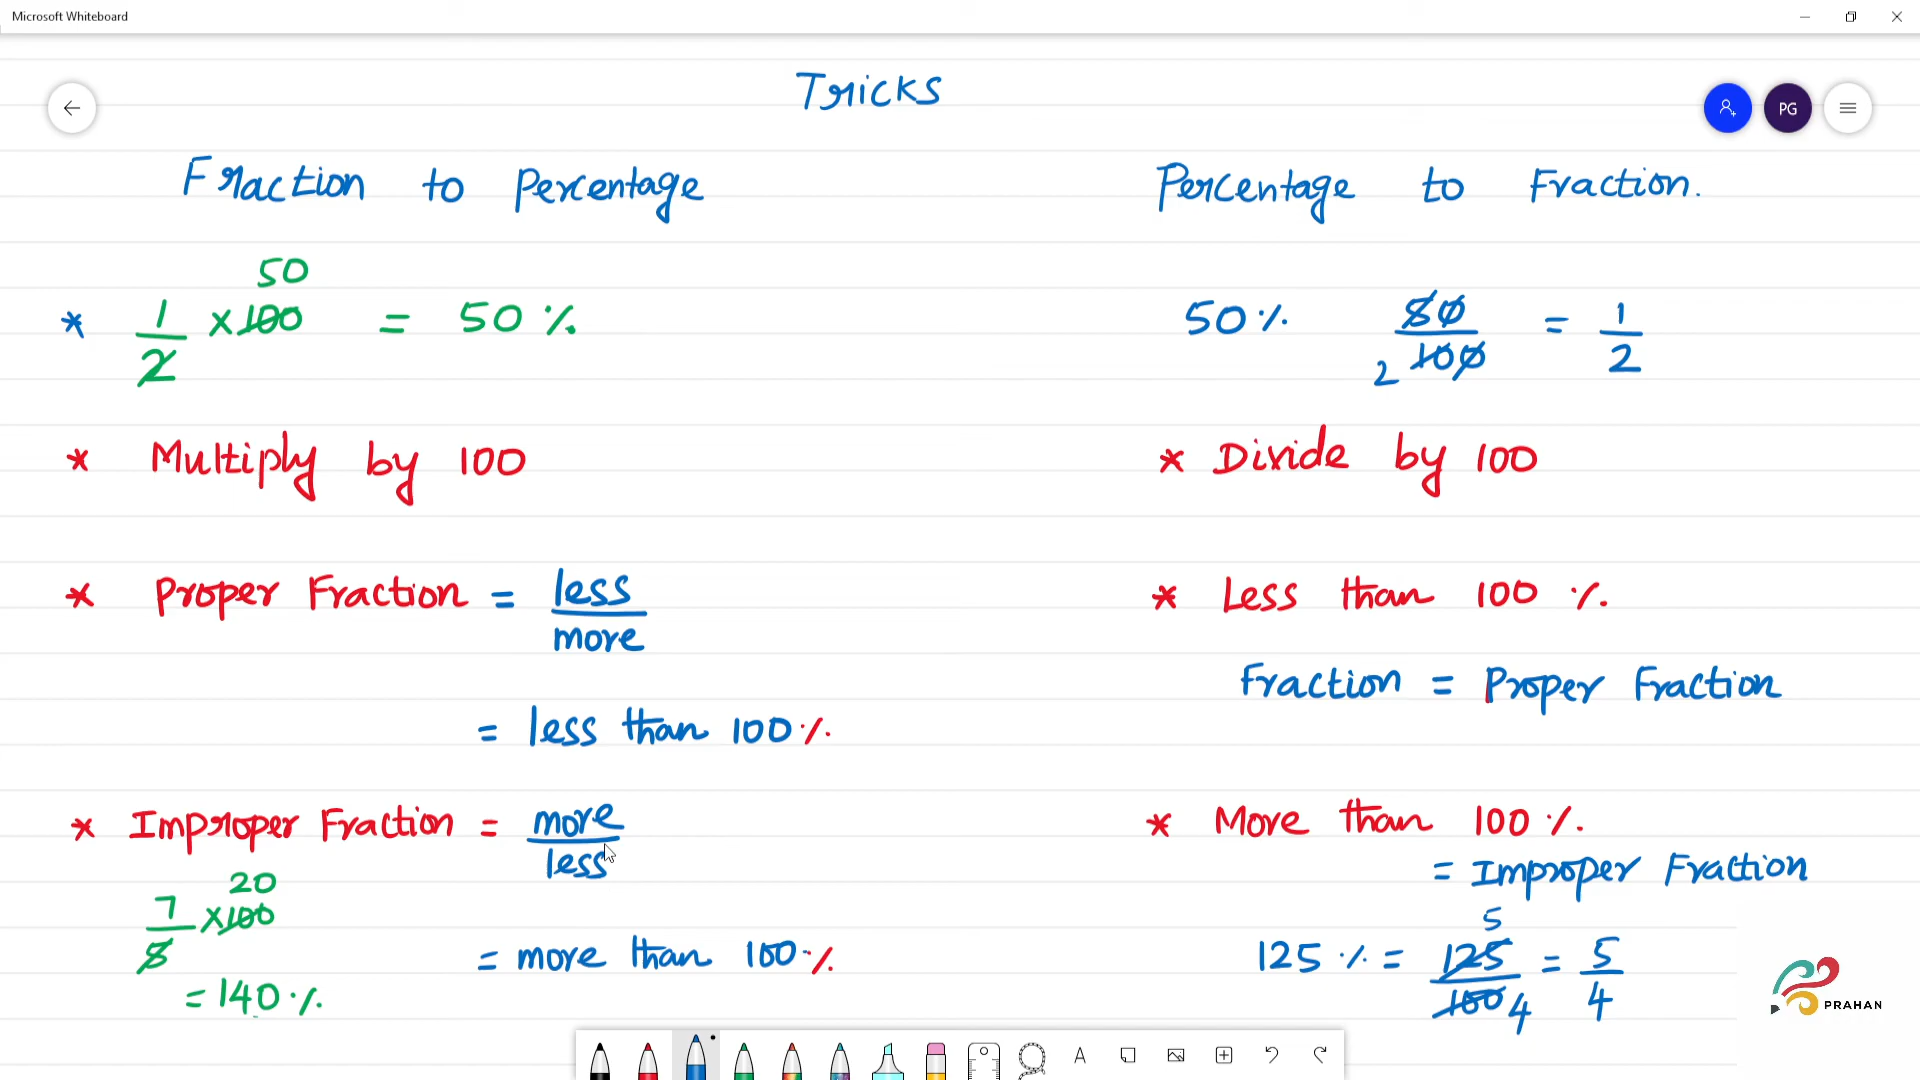 Microsoft Whiteboard
Tricks
PG
Fraction to Percentage
50
* 1/2 ×100 = 50 %
* Multiply by 100
* Proper Fraction = less/more
= less than 100 %
* Improper Fraction = more/less
20
7/5 ×100
= more than 100 %
= 140 %
Percentage to Fraction.
50 % 50/100 = 1/2
2
* Divide by 100
* Less than 100 %
Fraction = Proper Fraction
* More than 100 %
= Improper Fraction
5
125 % = 125/100 = 5/4
4
PRAHAN
A